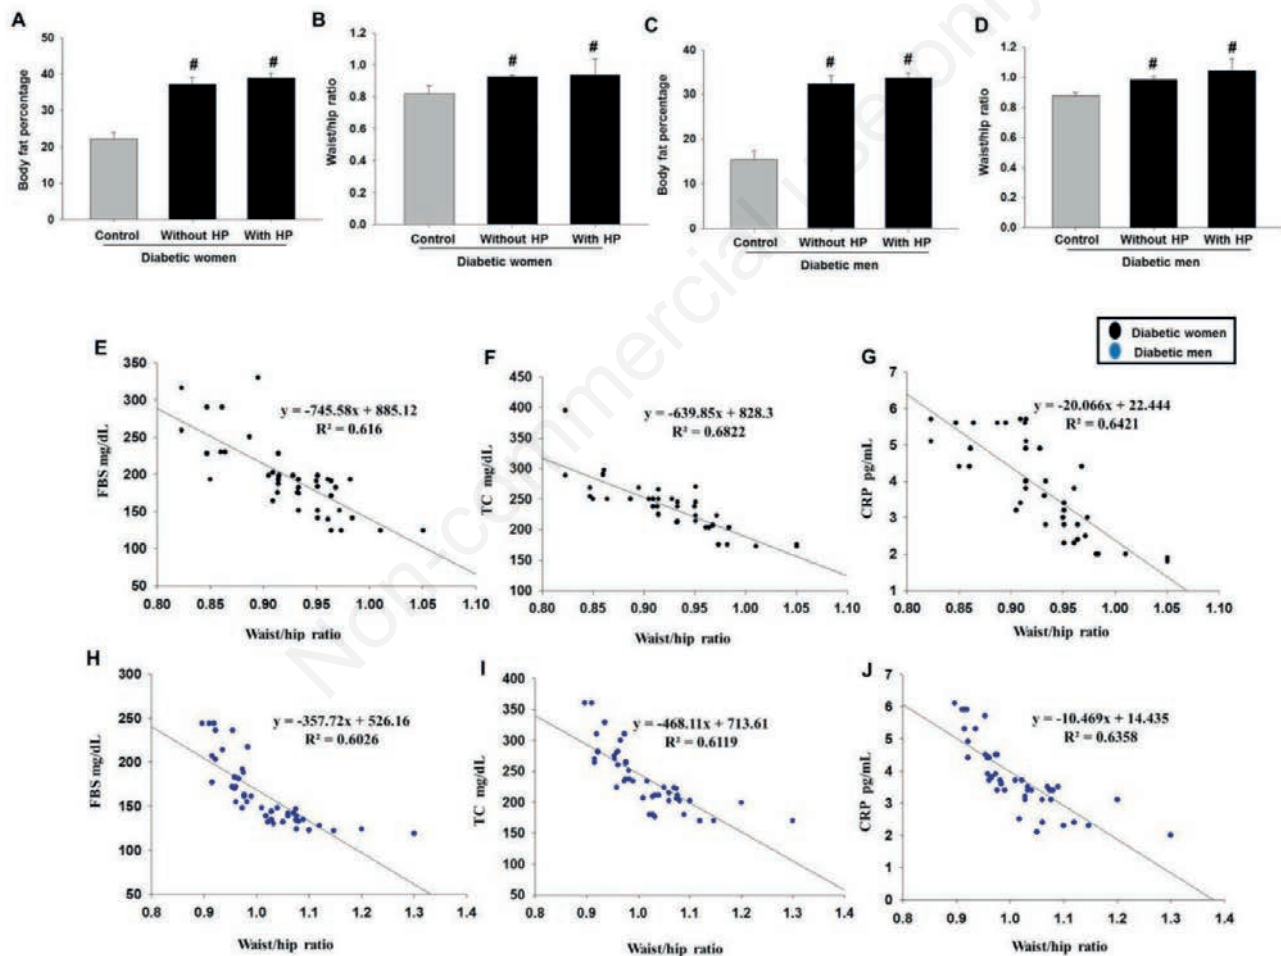 A
Body fat percentage
50
40
30
20
10
0
#
#
Control
Without HP
With HP
Diabetic women
B
Waist/hip ratio
1.2
1.0
0.8
0.6
0.4
0.2
0.0
#
#
Control
Without HP
With HP
Diabetic women
C
Body fat percentage
40
30
20
10
0
#
#
Control
Without HP
With HP
Diabetic men
D
Waist/hip ratio
1.2
1.0
0.8
0.6
0.4
0.2
0.0
#
#
Control
Without HP
With HP
Diabetic men
Diabetic women
Diabetic men
E
FBS mg/dL
350
300
250
200
150
100
50
y = -745.58x + 885.12
R² = 0.616
0.80 0.85 0.90 0.95 1.00 1.05 1.10
Waist/hip ratio
F
TC mg/dL
450
400
350
300
250
200
150
100
y = -639.85x + 828.3
R² = 0.6822
0.80 0.85 0.90 0.95 1.00 1.05 1.10
Waist/hip ratio
G
CRP pg/mL
7
6
5
4
3
2
1
y = -20.066x + 22.444
R² = 0.6421
0.80 0.85 0.90 0.95 1.00 1.05 1.10
Waist/hip ratio
H
FBS mg/dL
300
250
200
150
100
50
y = -357.72x + 526.16
R² = 0.6026
0.8 0.9 1.0 1.1 1.2 1.3 1.4
Waist/hip ratio
I
TC mg/dL
400
350
300
250
200
150
100
50
y = -468.11x + 713.61
R² = 0.6119
0.8 0.9 1.0 1.1 1.2 1.3 1.4
Waist/hip ratio
J
CRP pg/mL
7
6
5
4
3
2
1
0
y = -10.469x + 14.435
R² = 0.6358
0.8 0.9 1.0 1.1 1.2 1.3 1.4
Waist/hip ratio
Non-commercial use only